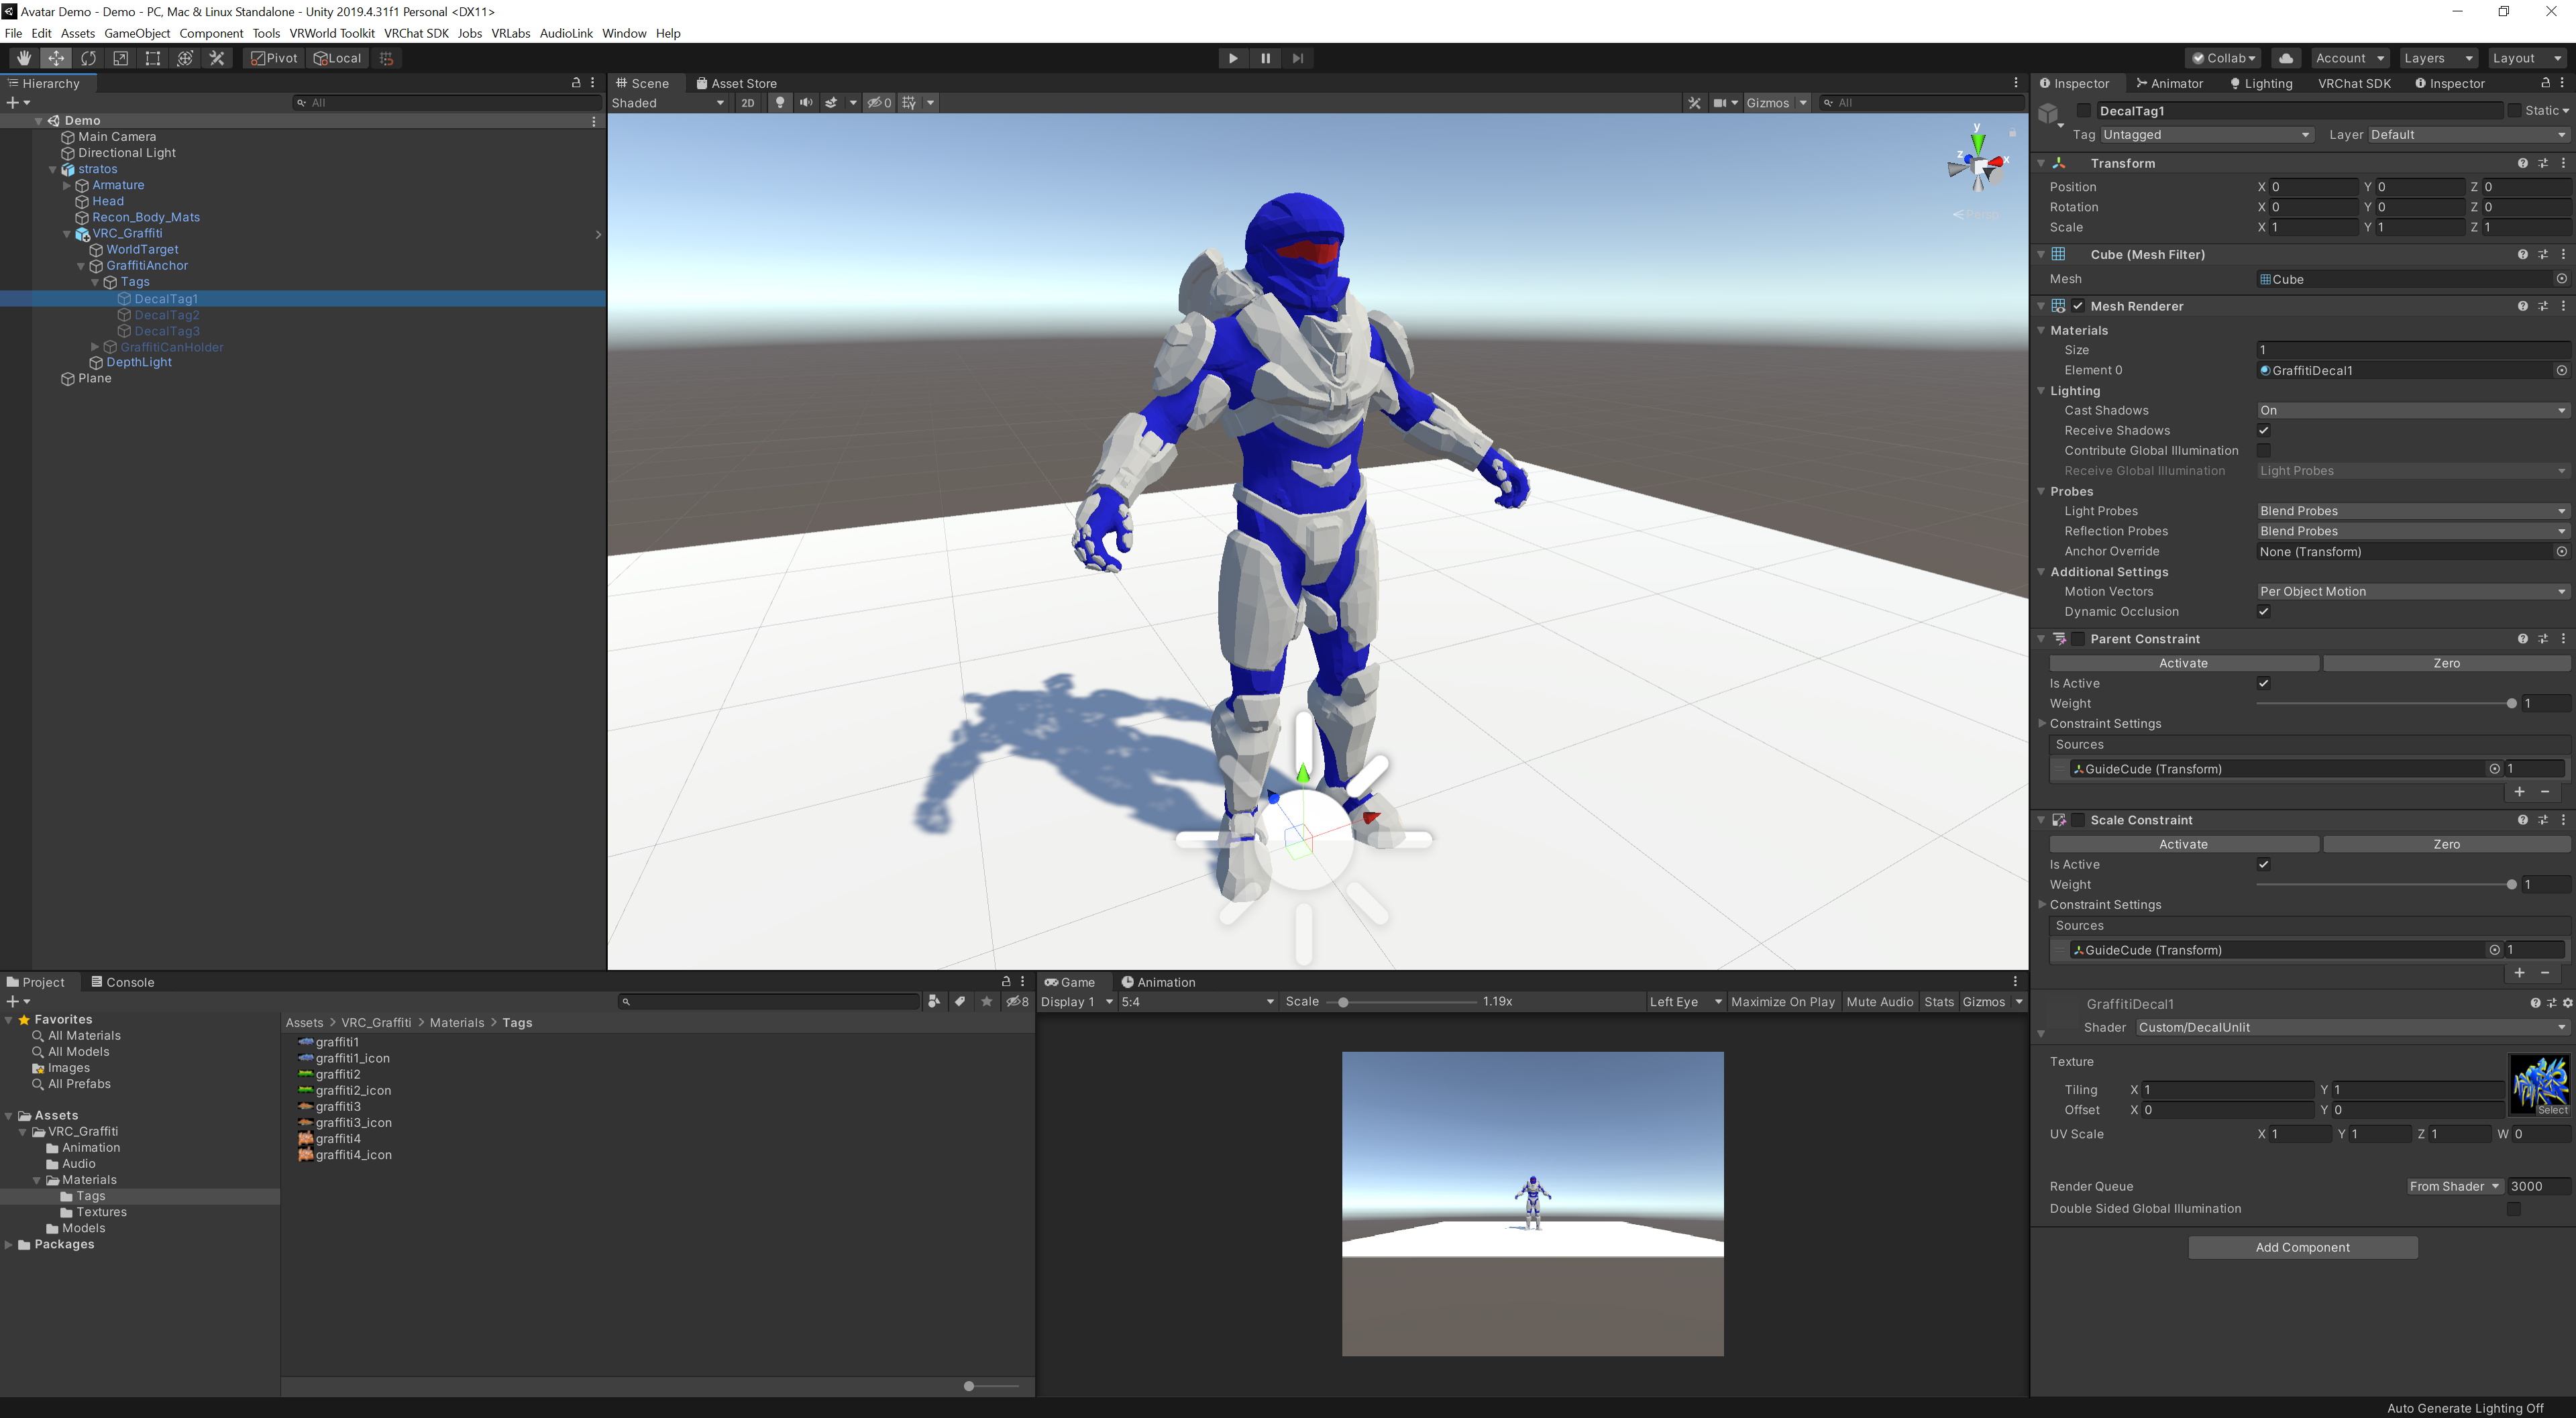 Avatar Demo - Demo - PC, Mac & Linux Standalone - Unity 2019.4.31f1 Personal <DX11>
File Edit Assets GameObject Component Tools VRWorld Toolkit VRChat SDK Jobs VRLabs AudioLink Window Help
Pivot Local Collab Account Layers Layout
Hierarchy
All
Demo
Main Camera
Directional Light
stratos
Armature
Head
Recon_Body_Mats
VRC_Graffiti
WorldTarget
GraffitiAnchor
Tags
DecalTag1
DecalTag2
DecalTag3
GraffitiCanHolder
DepthLight
Plane
Scene Asset Store
Shaded 2D 0 Gizmos All
y
z x
Persp
Inspector Animator Lighting VRChat SDK Inspector
DecalTag1 Static
Tag Untagged Layer Default
Transform
Position X 0 Y 0 Z 0
Rotation X 0 Y 0 Z 0
Scale X 1 Y 1 Z 1
Cube (Mesh Filter)
Mesh Cube
Mesh Renderer
Materials
Size 1
Element 0 GraffitiDecal1
Lighting
Cast Shadows On
Receive Shadows
Contribute Global Illumination
Receive Global Illumination Light Probes
Probes
Light Probes Blend Probes
Reflection Probes Blend Probes
Anchor Override None (Transform)
Additional Settings
Motion Vectors Per Object Motion
Dynamic Occlusion
Parent Constraint
Activate Zero
Is Active
Weight 1
Constraint Settings
Sources
GuideCude (Transform) 1
Scale Constraint
Activate Zero
Is Active
Weight 1
Constraint Settings
Sources
GuideCude (Transform) 1
GraffitiDecal1
Shader Custom/DecalUnlit
Texture
Tiling X 1 Y 1
Offset X 0 Y 0
Select
UV Scale X 1 Y 1 Z 1 W 0
Render Queue From Shader 3000
Double Sided Global Illumination
Add Component
Project Console
8
Favorites
All Materials
All Models
Images
All Prefabs
Assets
VRC_Graffiti
Animation
Audio
Materials
Tags
Textures
Models
Packages
Assets > VRC_Graffiti > Materials > Tags
graffiti1
graffiti1_icon
graffiti2
graffiti2_icon
graffiti3
graffiti3_icon
graffiti4
graffiti4_icon
Game Animation
Display 1 5:4 Scale 1.19x Left Eye Maximize On Play Mute Audio Stats Gizmos
Auto Generate Lighting Off